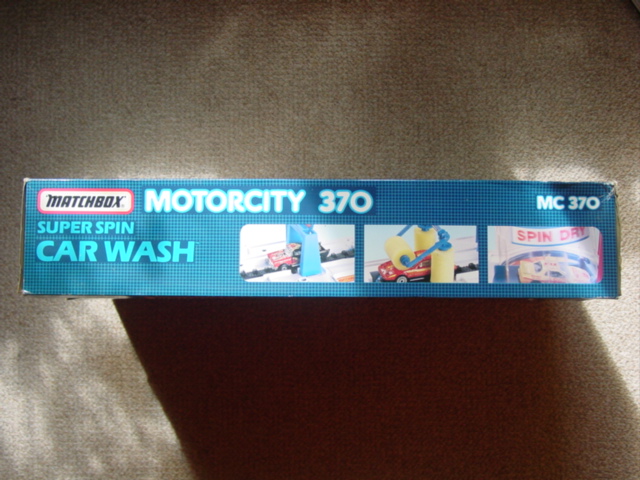 MATCHBOX MOTORCITY 370 MC 370
SUPER SPIN
CAR WASH
SPIN DRY